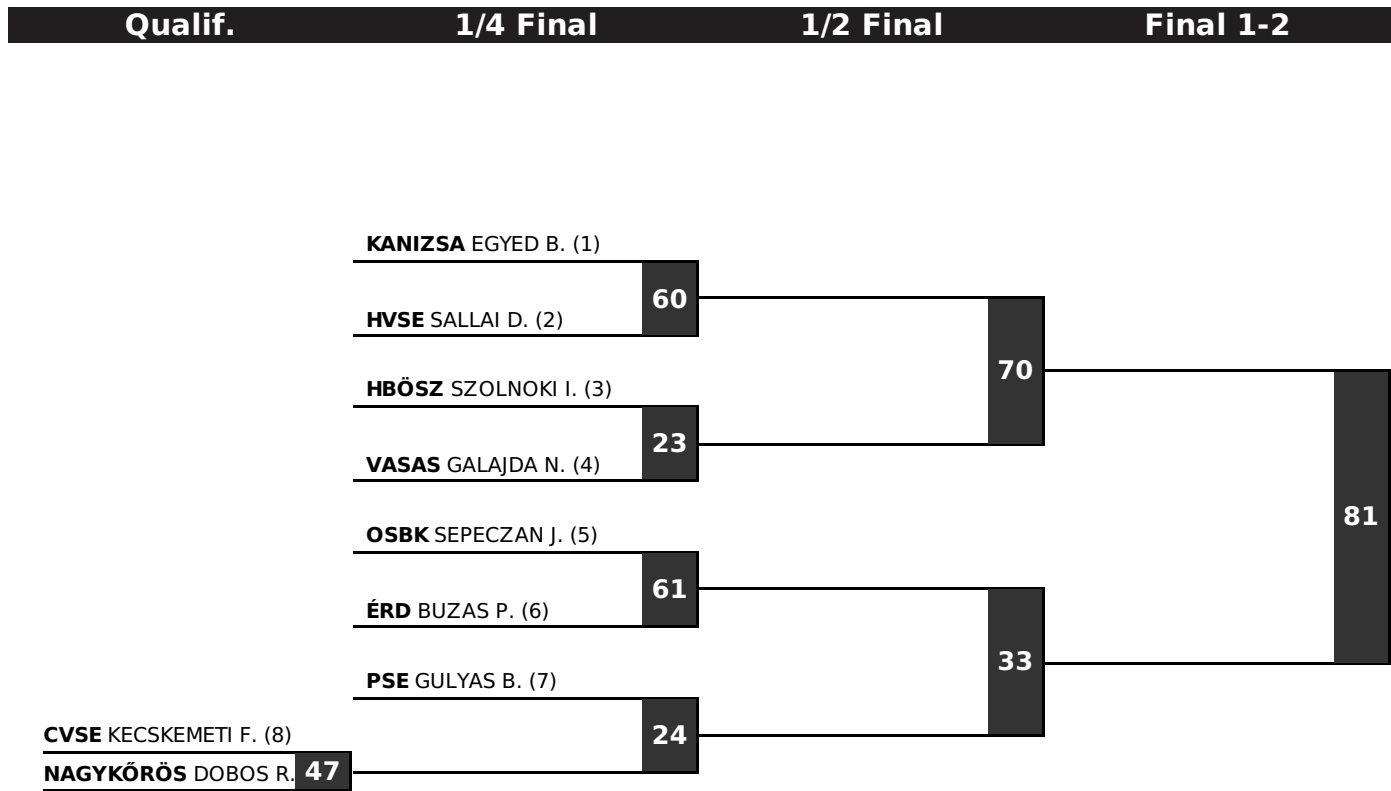 Qualif. 1/4 Final 1/2 Final Final 1-2
KANIZSA EGYED B. (1)
60
HVSE SALLAI D. (2)
70
HBÖSZ SZOLNOKI I. (3)
23
VASAS GALAJDA N. (4)
81
OSBK SEPECZAN J. (5)
61
ÉRD BUZAS P. (6)
33
PSE GULYAS B. (7)
24
CVSE KECSKEMETI F. (8)
NAGYKŐRÖS DOBOS R. 47